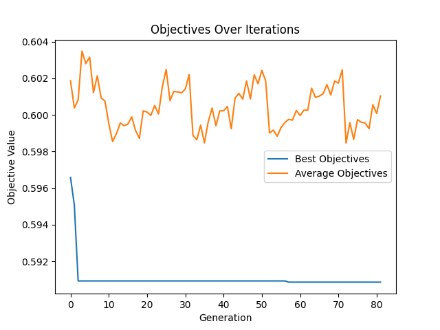 Objectives Over Iterations
Objective Value
0.604
0.602
0.600
0.598
0.596
0.594
0.592
Best Objectives
Average Objectives
0 10 20 30 40 50 60 70 80
Generation